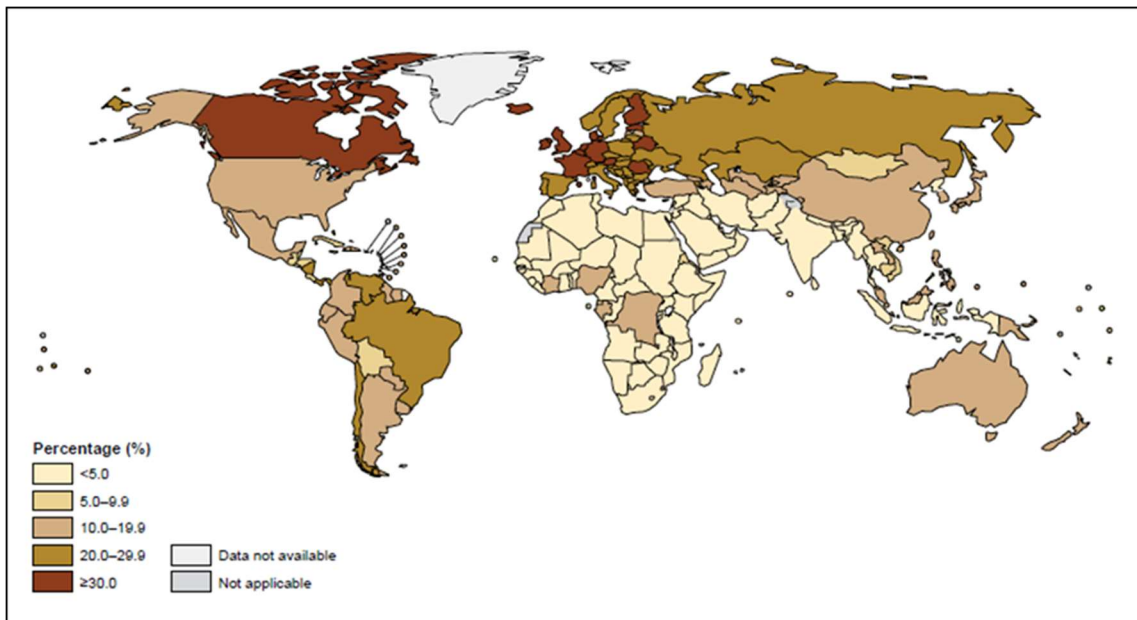 Percentage (%)
<5.0
5.0–9.9
10.0–19.9
20.0–29.9
≥30.0
Data not available
Not applicable